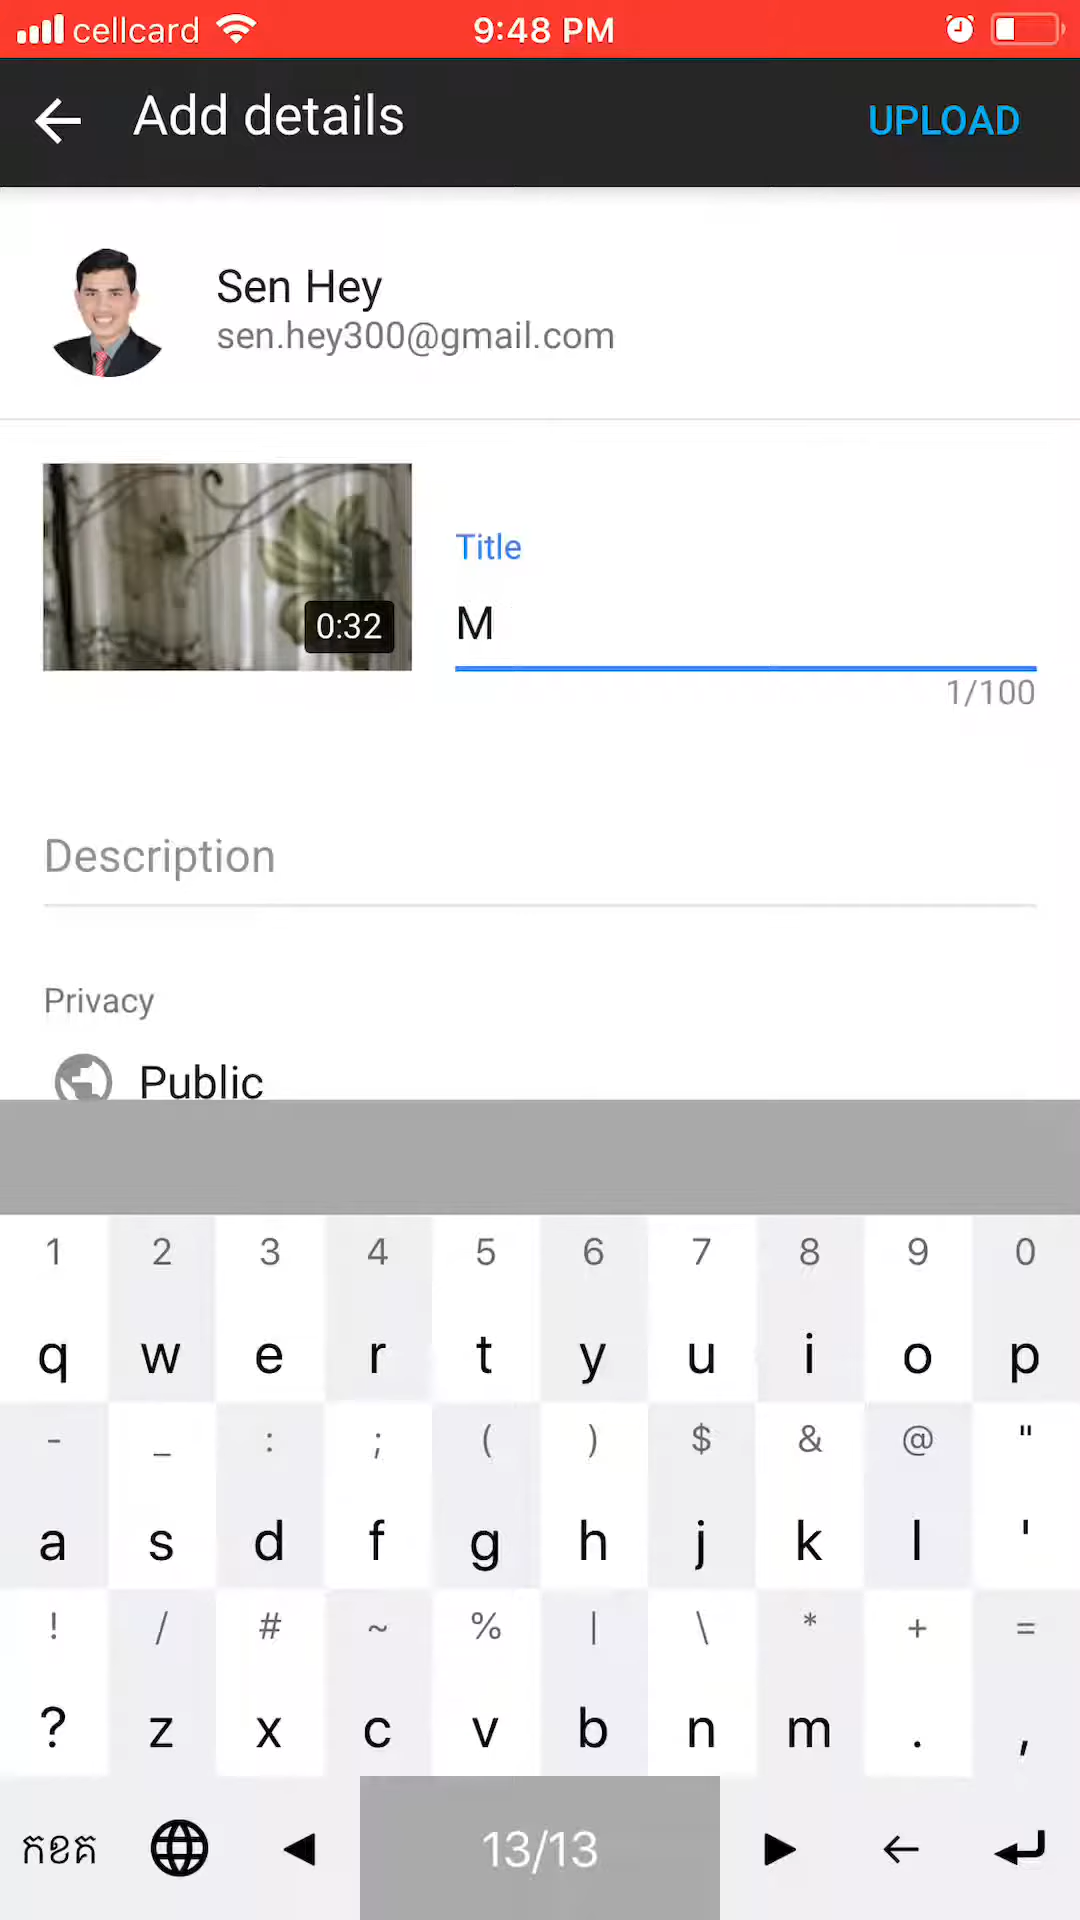 cellcard 9:48 PM
Add details UPLOAD
Sen Hey
sen.hey300@gmail.com
Title
0:32
M
1/100
Description
Privacy
Public
1 2 3 4 5 6 7 8 9 0
q w e r t y u i o p
- _ : ; ( ) $ & @ "
a s d f g h j k l '
! / # ~ % | \ * + =
? z x c v b n m . ,
កខគ 13/13